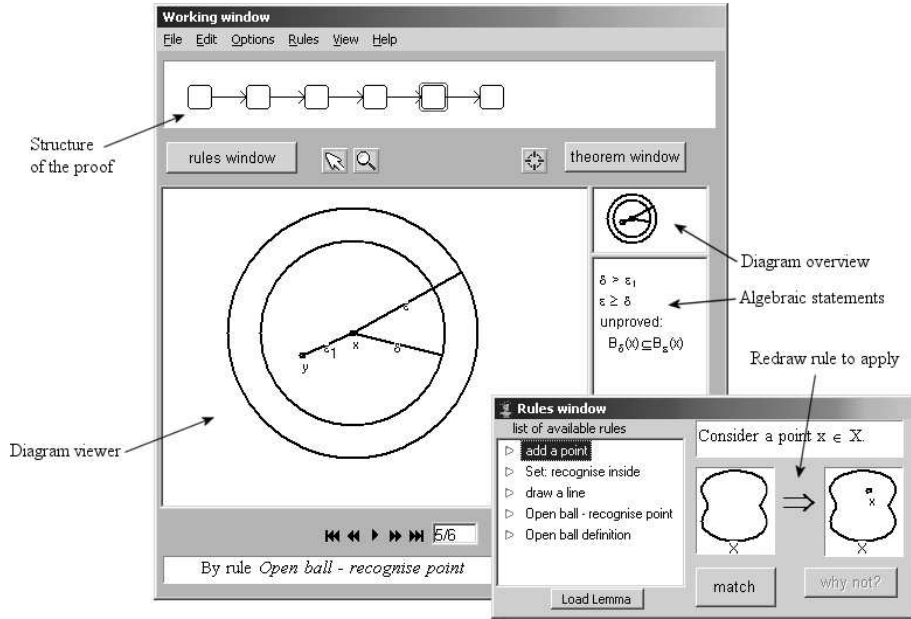 Working window
File Edit Options Rules View Help
Structure
of the proof
rules window
theorem window
ε
ε1
x
δ
y
Diagram overview
δ > ε1
ε ≥ δ
unproved:
Bδ(x)⊆Bε(x)
Algebraic statements
Redraw rule to apply
Diagram viewer
5/6
By rule Open ball - recognise point
Rules window
list of available rules
add a point
Set: recognise inside
draw a line
Open ball - recognise point
Open ball definition
Load Lemma
Consider a point x ∈ X.
X
⇒
x
X
match
why not?